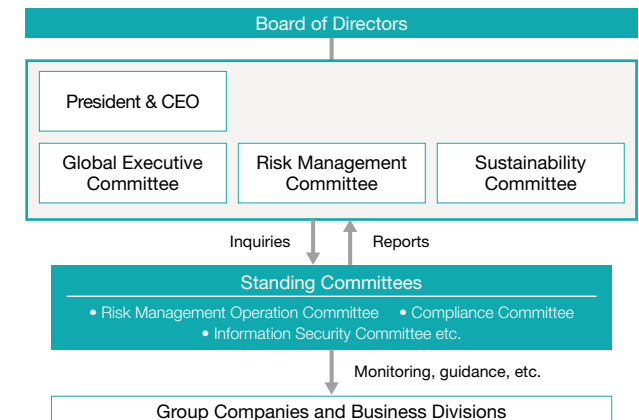 Board of Directors
President & CEO
Global Executive
Committee
Risk Management
Committee
Sustainability
Committee
Inquiries
Reports
Standing Committees
• Risk Management Operation Committee • Compliance Committee
• Information Security Committee etc.
Monitoring, guidance, etc.
Group Companies and Business Divisions